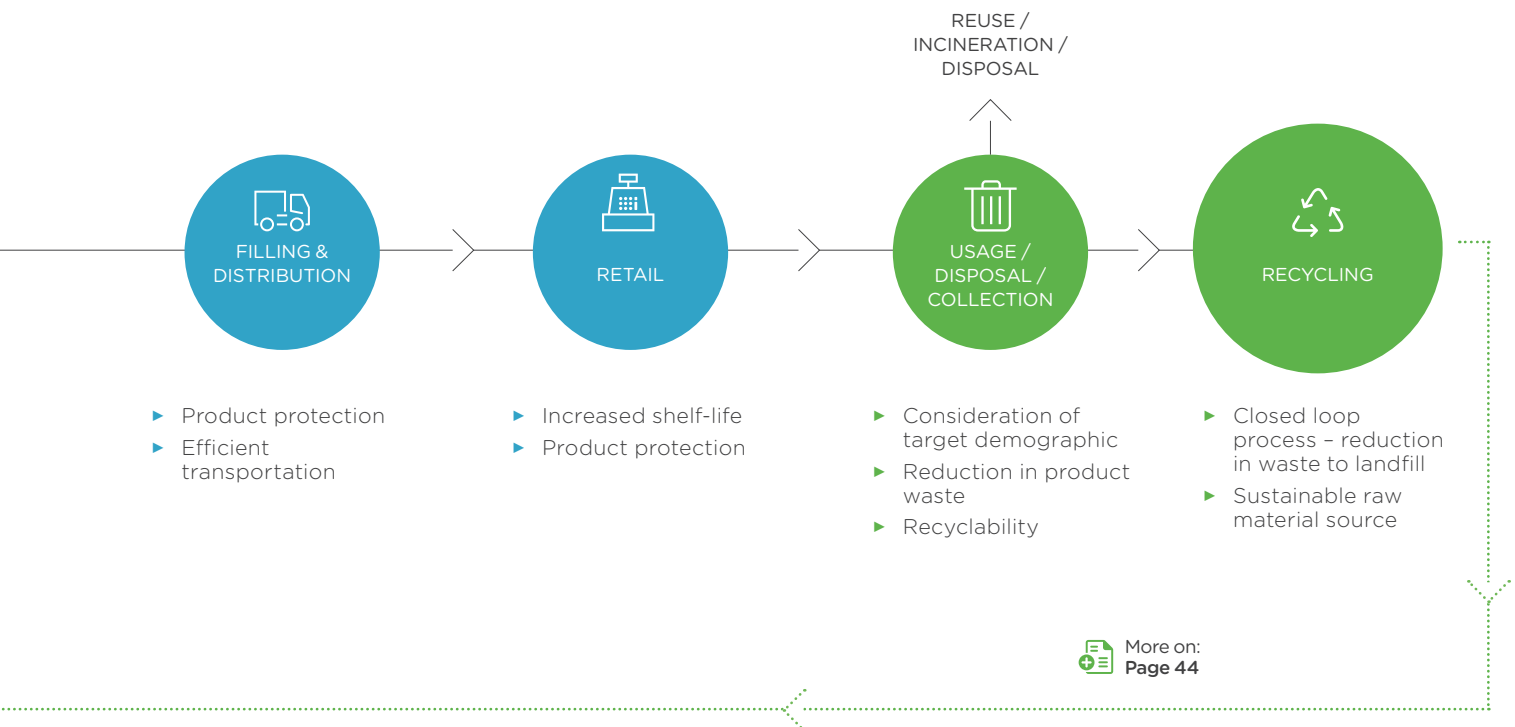 REUSE /
INCINERATION /
DISPOSAL
FILLING &
DISTRIBUTION
RETAIL
USAGE /
DISPOSAL /
COLLECTION
RECYCLING
► Product protection
► Efficient
transportation
► Increased shelf-life
► Product protection
► Consideration of
target demographic
► Reduction in product
waste
► Recyclability
► Closed loop
process – reduction
in waste to landfill
► Sustainable raw
material source
More on:
Page 44